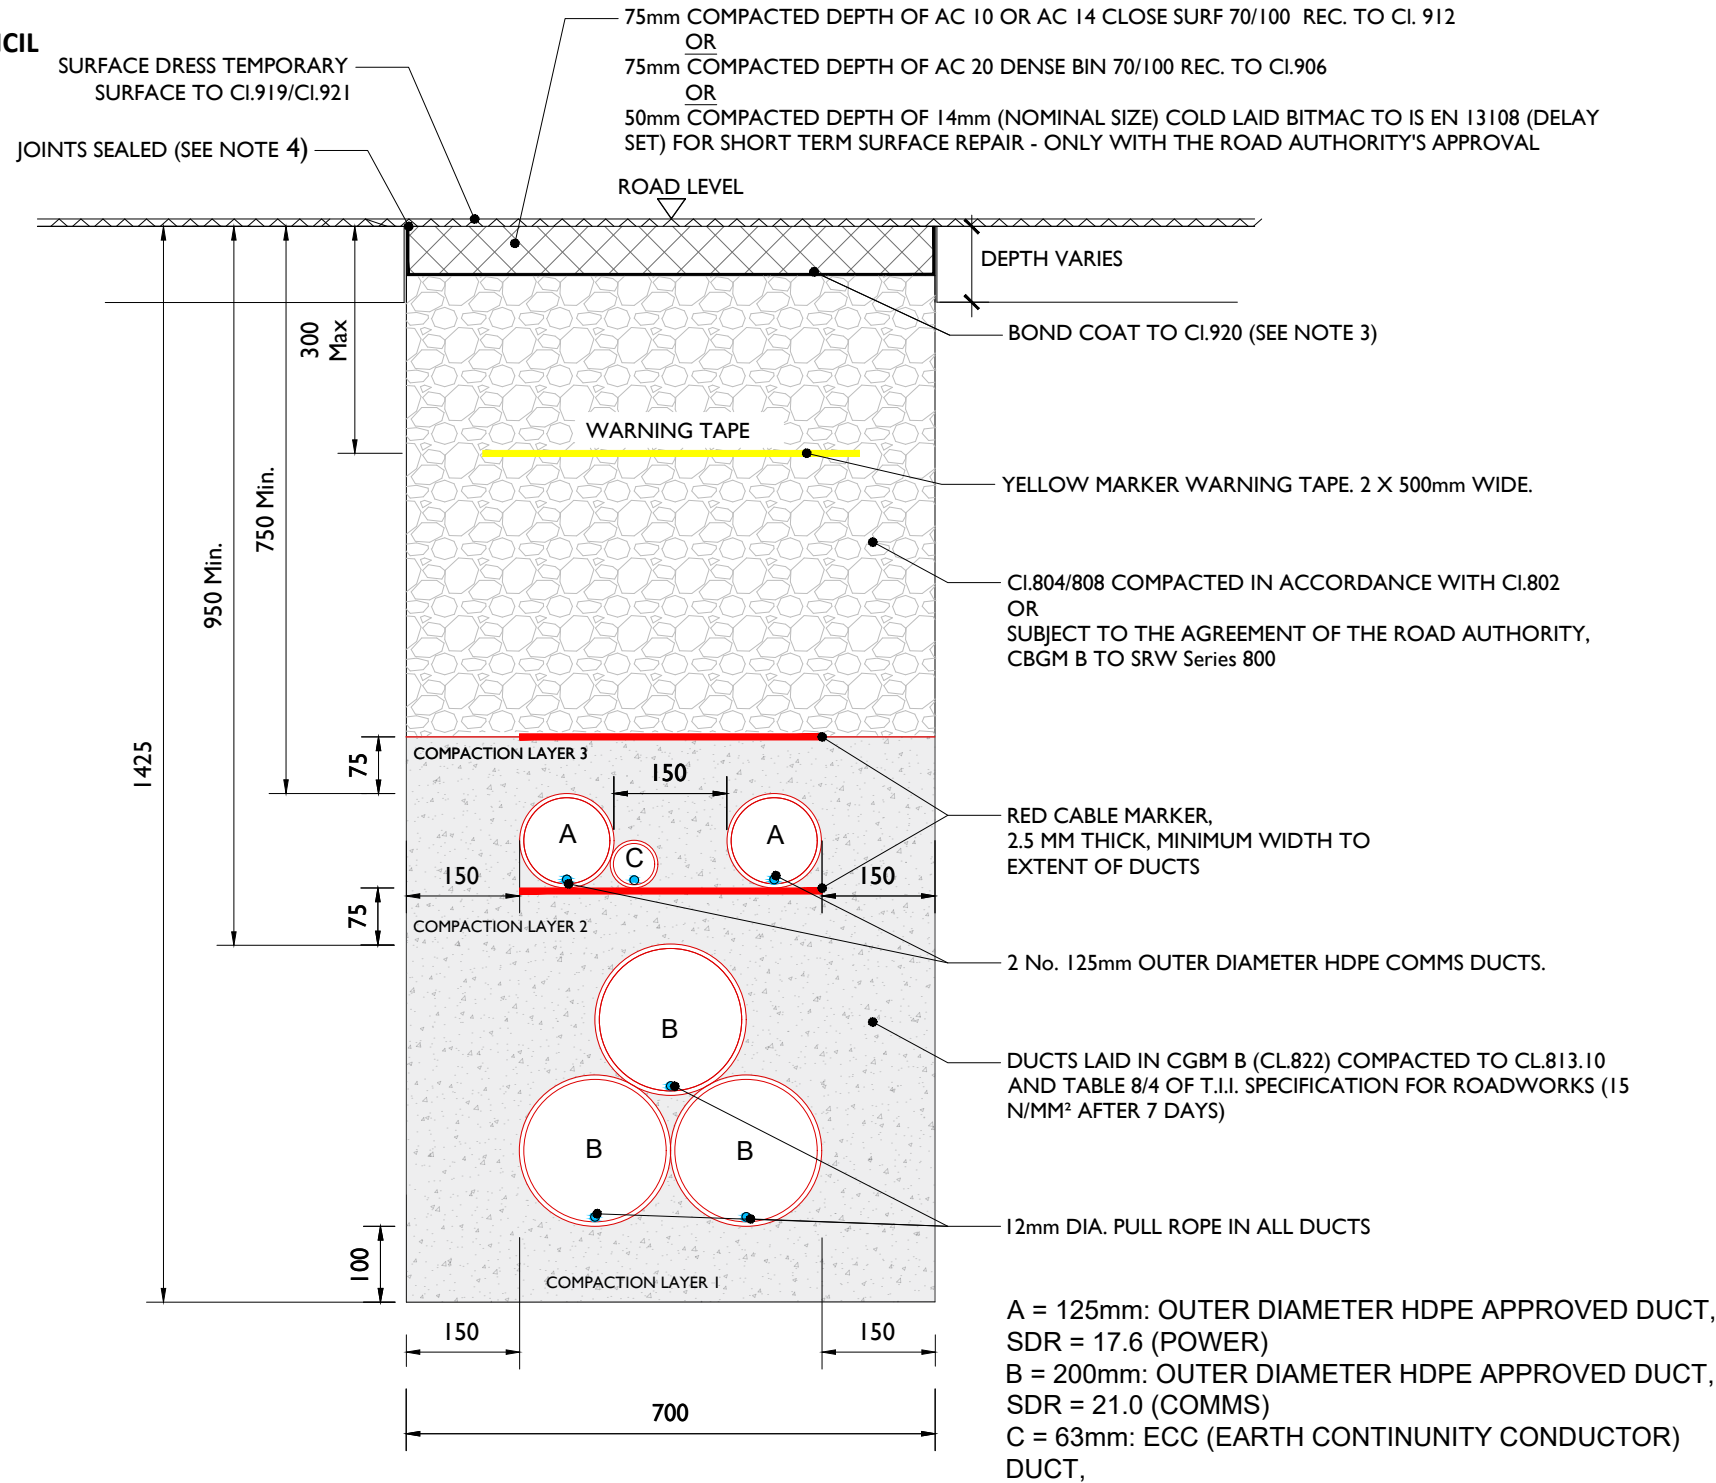 75mm COMPACTED DEPTH OF AC 10 OR AC 14 CLOSE SURF 70/100 REC. TO Cl. 912
OR
75mm COMPACTED DEPTH OF AC 20 DENSE BIN 70/100 REC. TO Cl.906
OR
50mm COMPACTED DEPTH OF 14mm (NOMINAL SIZE) COLD LAID BITMAC TO IS EN 13108 (DELAY
SET) FOR SHORT TERM SURFACE REPAIR - ONLY WITH THE ROAD AUTHORITY'S APPROVAL
CIL
SURFACE DRESS TEMPORARY
SURFACE TO Cl.919/Cl.921
JOINTS SEALED (SEE NOTE 4)
ROAD LEVEL
DEPTH VARIES
300
Max
BOND COAT TO Cl.920 (SEE NOTE 3)
WARNING TAPE
YELLOW MARKER WARNING TAPE. 2 X 500mm WIDE.
750 Min.
950 Min.
Cl.804/808 COMPACTED IN ACCORDANCE WITH Cl.802
OR
SUBJECT TO THE AGREEMENT OF THE ROAD AUTHORITY,
CBGM B TO SRW Series 800
1425
75
COMPACTION LAYER 3
150
A
C
A
RED CABLE MARKER,
2.5 MM THICK, MINIMUM WIDTH TO
EXTENT OF DUCTS
150
150
75
COMPACTION LAYER 2
2 No. 125mm OUTER DIAMETER HDPE COMMS DUCTS.
B
DUCTS LAID IN CGBM B (CL.822) COMPACTED TO CL.813.10
AND TABLE 8/4 OF T.I.I. SPECIFICATION FOR ROADWORKS (15
N/MM² AFTER 7 DAYS)
B
B
12mm DIA. PULL ROPE IN ALL DUCTS
100
COMPACTION LAYER 1
150
150
700
A = 125mm: OUTER DIAMETER HDPE APPROVED DUCT,
SDR = 17.6 (POWER)
B = 200mm: OUTER DIAMETER HDPE APPROVED DUCT,
SDR = 21.0 (COMMS)
C = 63mm: ECC (EARTH CONTINUNITY CONDUCTOR)
DUCT,